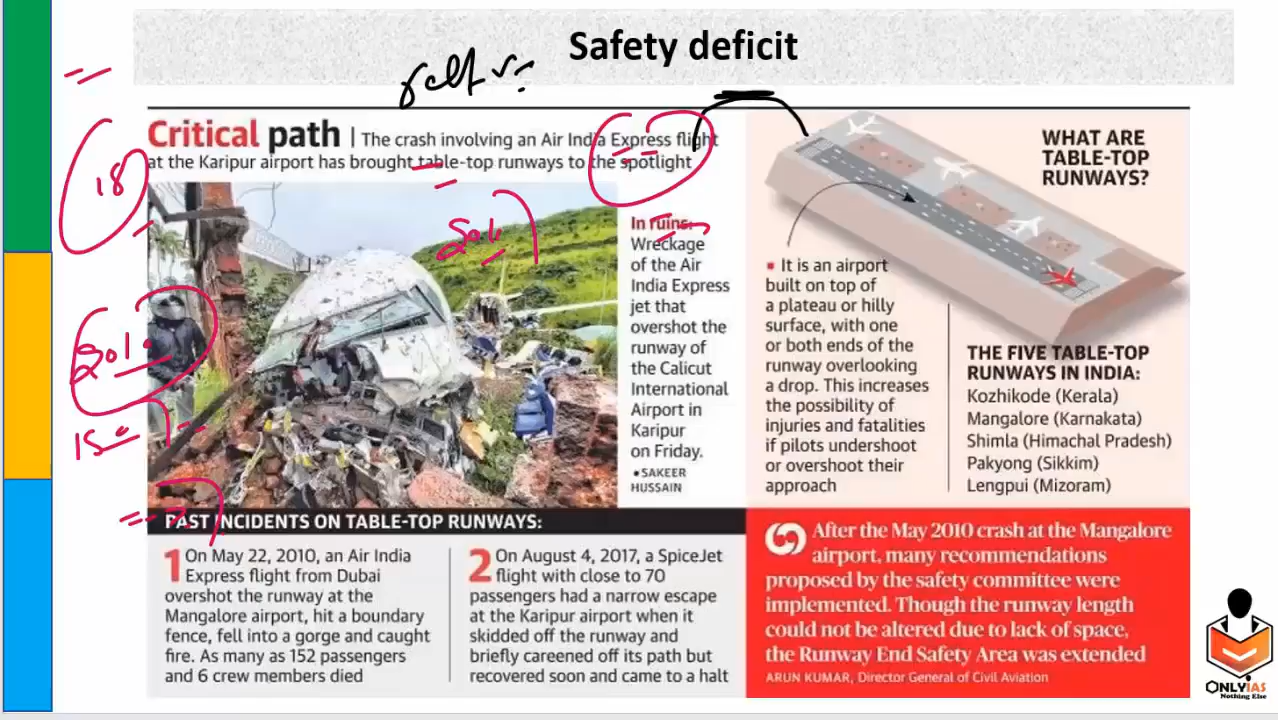 Safety deficit
Critical path | The crash involving an Air India Express flight
at the Karipur airport has brought table-top runways to the spotlight
18
In ruins:
Wreckage
of the Air
India Express
jet that
overshot the
runway of
the Calicut
International
Airport in
Karipur
on Friday.
•SAKEER
HUSSAIN
WHAT ARE
TABLE-TOP
RUNWAYS?
▪ It is an airport
built on top of
a plateau or hilly
surface, with one
or both ends of the
runway overlooking
a drop. This increases
the possibility of
injuries and fatalities
if pilots undershoot
or overshoot their
approach
THE FIVE TABLE-TOP
RUNWAYS IN INDIA:
Kozhikode (Kerala)
Mangalore (Karnakata)
Shimla (Himachal Pradesh)
Pakyong (Sikkim)
Lengpui (Mizoram)
PAST INCIDENTS ON TABLE-TOP RUNWAYS:
1 On May 22, 2010, an Air India
Express flight from Dubai
overshot the runway at the
Mangalore airport, hit a boundary
fence, fell into a gorge and caught
fire. As many as 152 passengers
and 6 crew members died
2 On August 4, 2017, a SpiceJet
flight with close to 70
passengers had a narrow escape
at the Karipur airport when it
skidded off the runway and
briefly careened off its path but
recovered soon and came to a halt
After the May 2010 crash at the Mangalore
airport, many recommendations
proposed by the safety committee were
implemented. Though the runway length
could not be altered due to lack of space,
the Runway End Safety Area was extended
ARUN KUMAR, Director General of Civil Aviation
ONLYIAS
Nothing Else